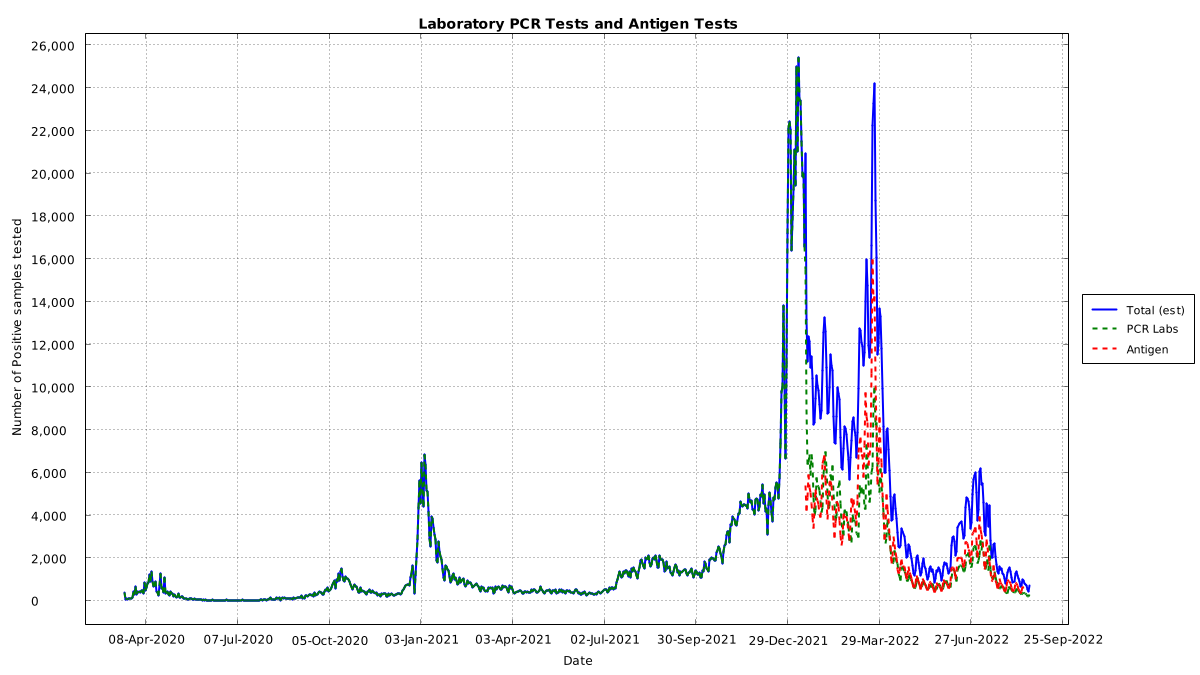 Laboratory PCR Tests and Antigen Tests
Number of Positive samples tested
26,000
24,000
22,000
20,000
18,000
16,000
14,000
12,000
10,000
8,000
6,000
4,000
2,000
0
08-Apr-2020 07-Jul-2020 05-Oct-2020 03-Jan-2021 03-Apr-2021 02-Jul-2021 30-Sep-2021 29-Dec-2021 29-Mar-2022 27-Jun-2022 25-Sep-2022
Date
Total (est)
PCR Labs
Antigen